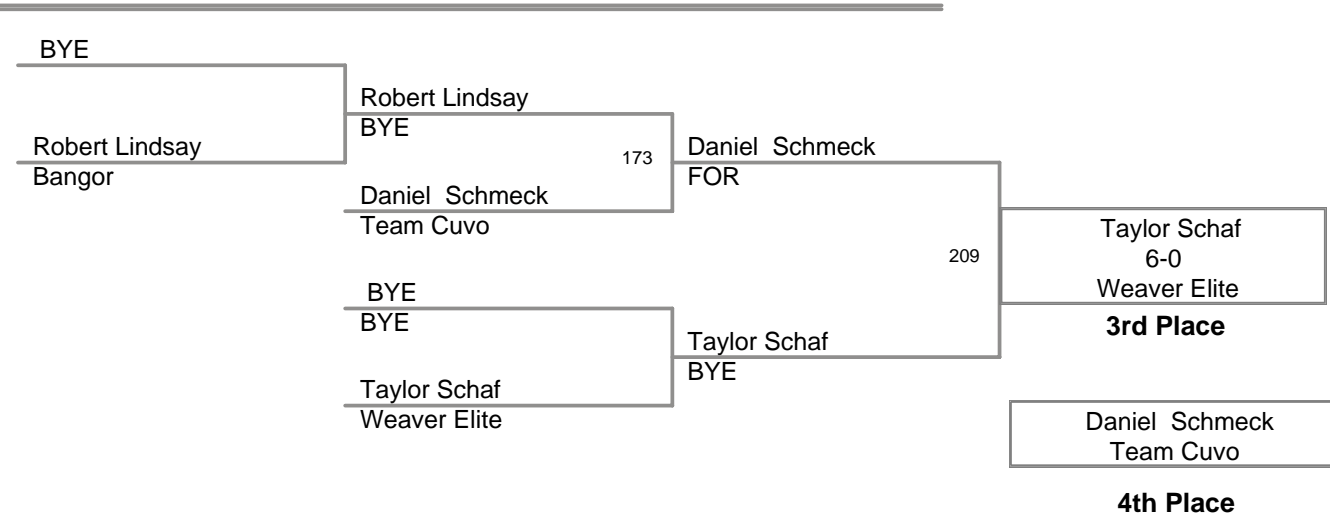 BYE
Robert Lindsay
Bangor
Robert Lindsay
BYE
173
Daniel  Schmeck
Team Cuvo
BYE
BYE
Taylor Schaf
Weaver Elite
Daniel  Schmeck
FOR
209
Taylor Schaf
BYE
Taylor Schaf
6-0
Weaver Elite
3rd Place
Daniel  Schmeck
Team Cuvo
4th Place